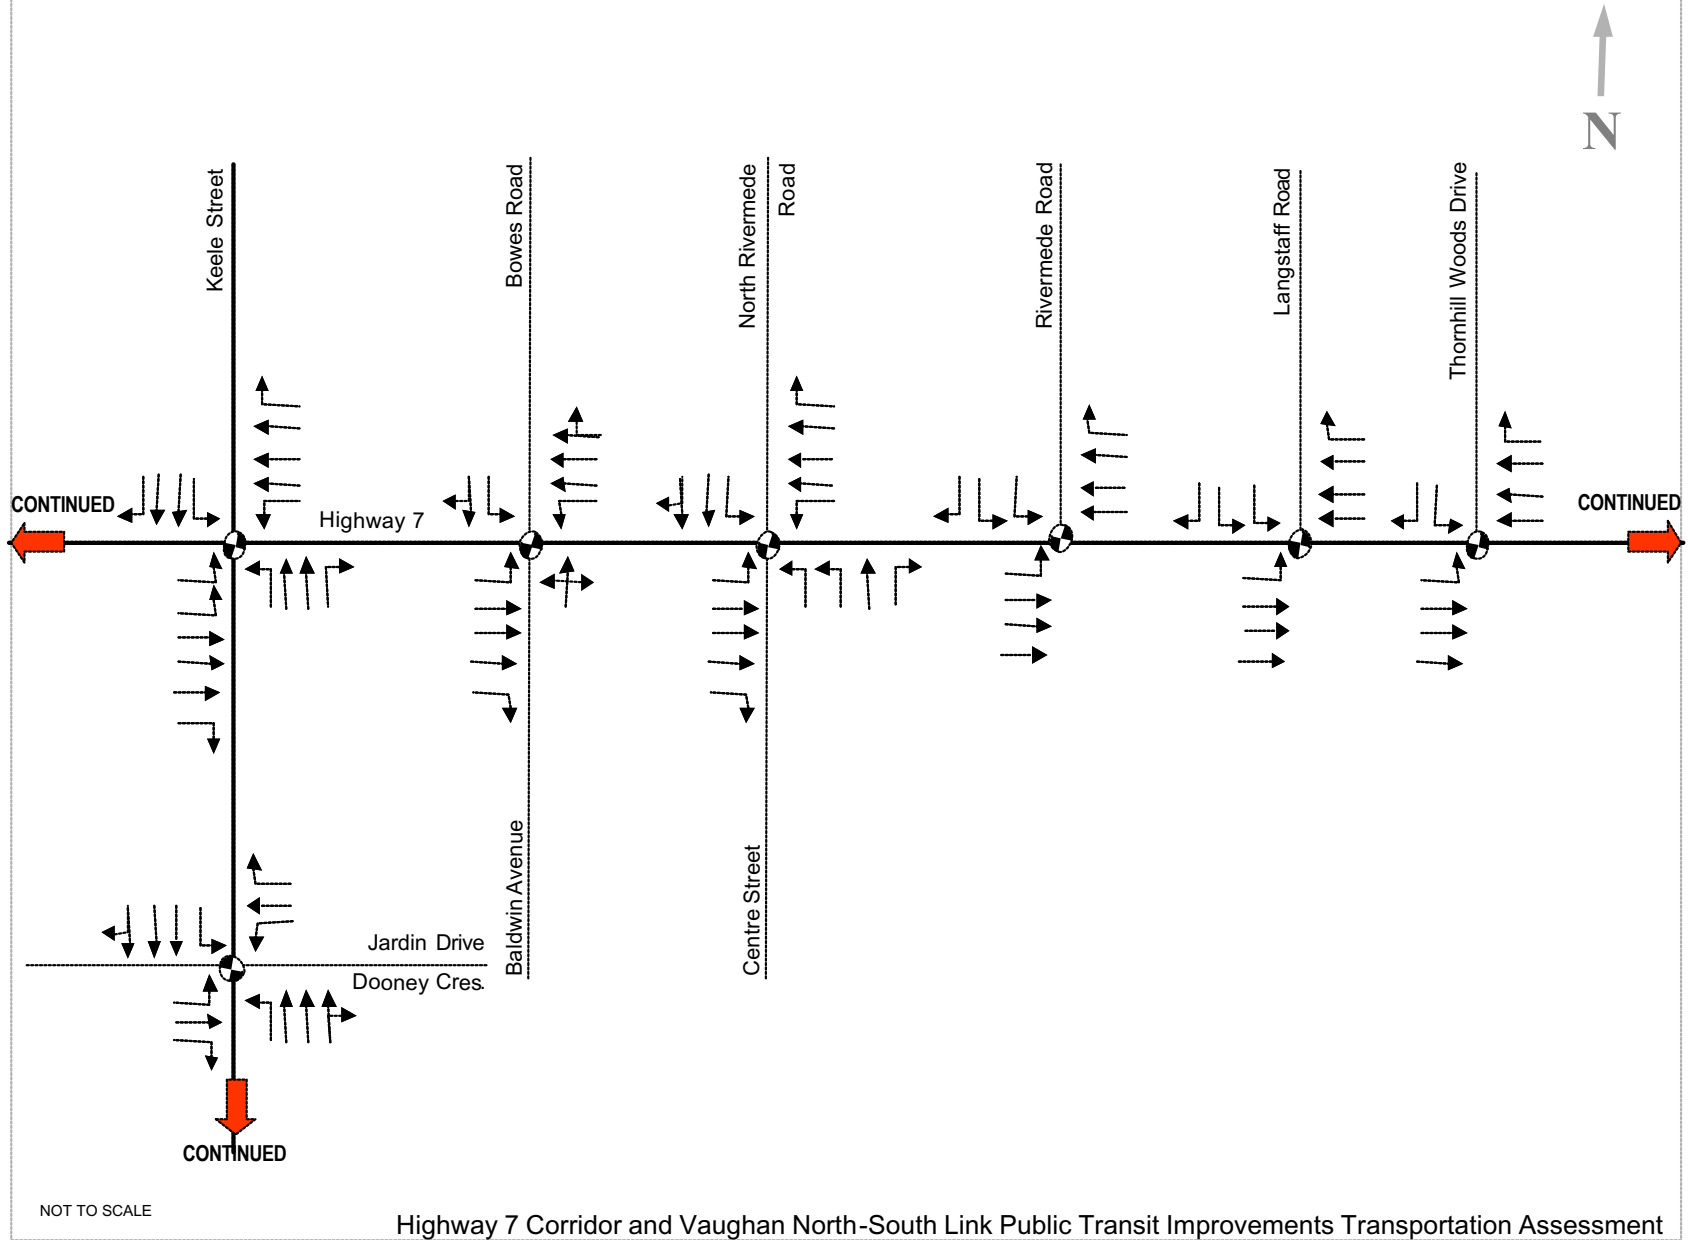 N
Keele Street
Bowes Road
North Rivermede
Road
Rivermede Road
Langstaff Road
Thornhill Woods Drive
CONTINUED
Highway 7
CONTINUED
Baldwin Avenue
Centre Street
Jardin Drive
Dooney Cres.
CONTINUED
NOT TO SCALE
Highway 7 Corridor and Vaughan North-South Link Public Transit Improvements Transportation Assessment